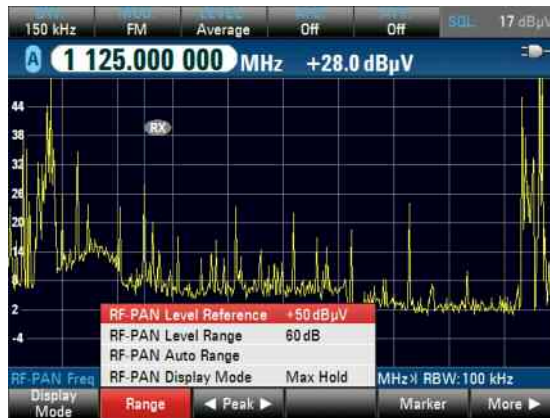 150 kHz FM Average Off Off SQL 17 dBµV
A 1 125.000 000 MHz +28.0 dBµV
44
RX
38
32
26
20
14
8
2
-4
RF-PAN Level Reference +50 dBµV
RF-PAN Level Range 60 dB
RF-PAN Auto Range
RF-PAN Display Mode Max Hold
RF-PAN Freq MHz RBW: 100 kHz
Display Mode Range ◄ Peak ► Marker More ►